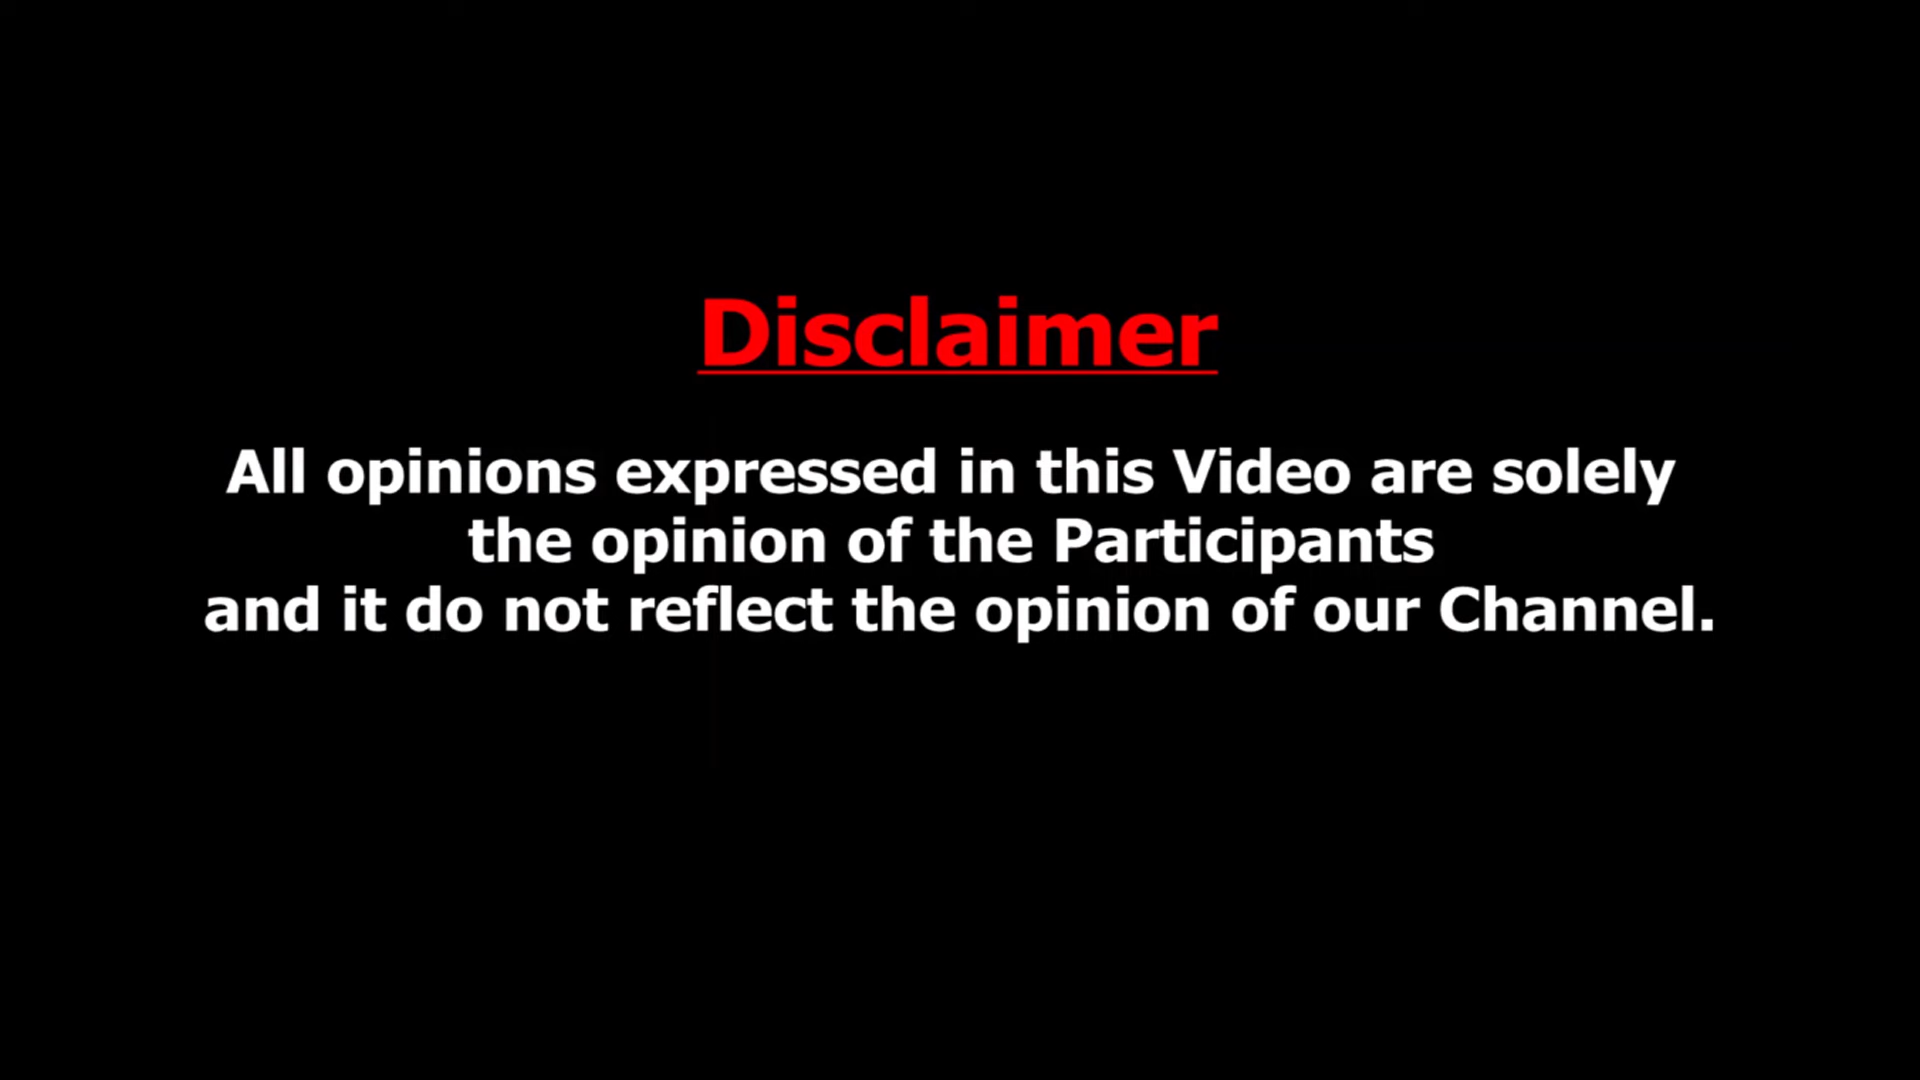 Disclaimer
All opinions expressed in this Video are solely
the opinion of the Participants
and it do not reflect the opinion of our Channel.